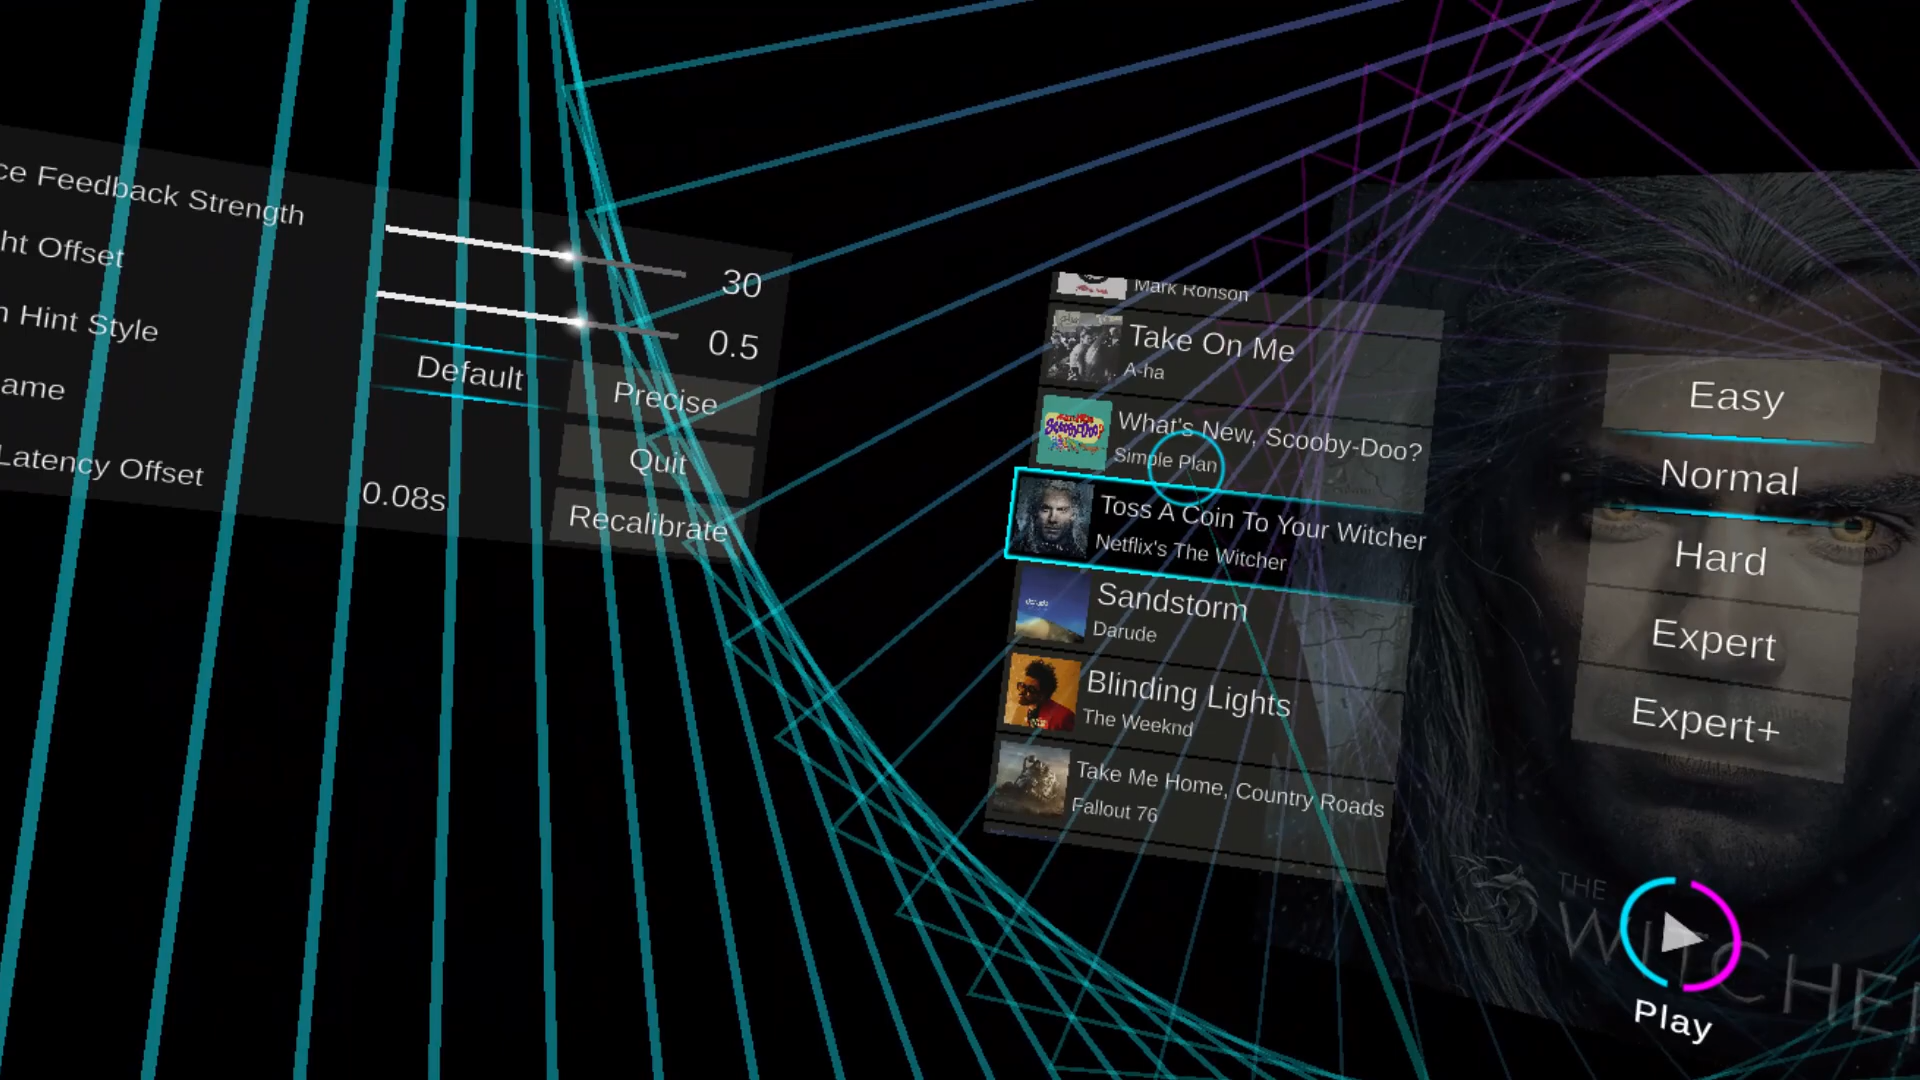 ce Feedback Strength
30
ht Offset
0.5
n Hint Style
Default
Precise
ame
Quit
Latency Offset
0.08s
Recalibrate
Mark Ronson
Take On Me
A-ha
What's New, Scooby-Doo?
Simple Plan
Toss A Coin To Your Witcher
Netflix's The Witcher
Sandstorm
Darude
Blinding Lights
The Weeknd
Take Me Home, Country Roads
Fallout 76
Easy
Normal
Hard
Expert
Expert+
THE
WITCHE
Play